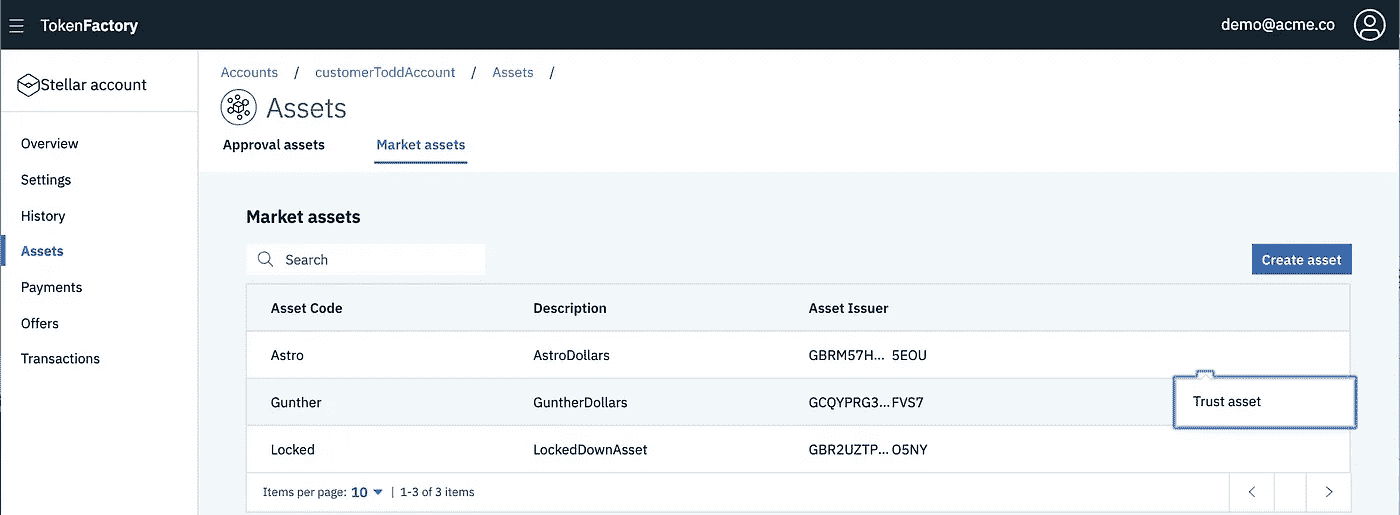 TokenFactory
demo@acme.co
Stellar account
Overview
Settings
History
Assets
Payments
Offers
Transactions
Accounts / customerToddAccount / Assets /
Assets
Approval assets Market assets
Market assets
Search
Create asset
Asset Code Description Asset Issuer
Astro AstroDollars GBRM57H... 5EOU
Gunther GuntherDollars GCQYPRG3... FVS7
Trust asset
Locked LockedDownAsset GBR2UZTP... O5NY
Items per page: 10 | 1-3 of 3 items